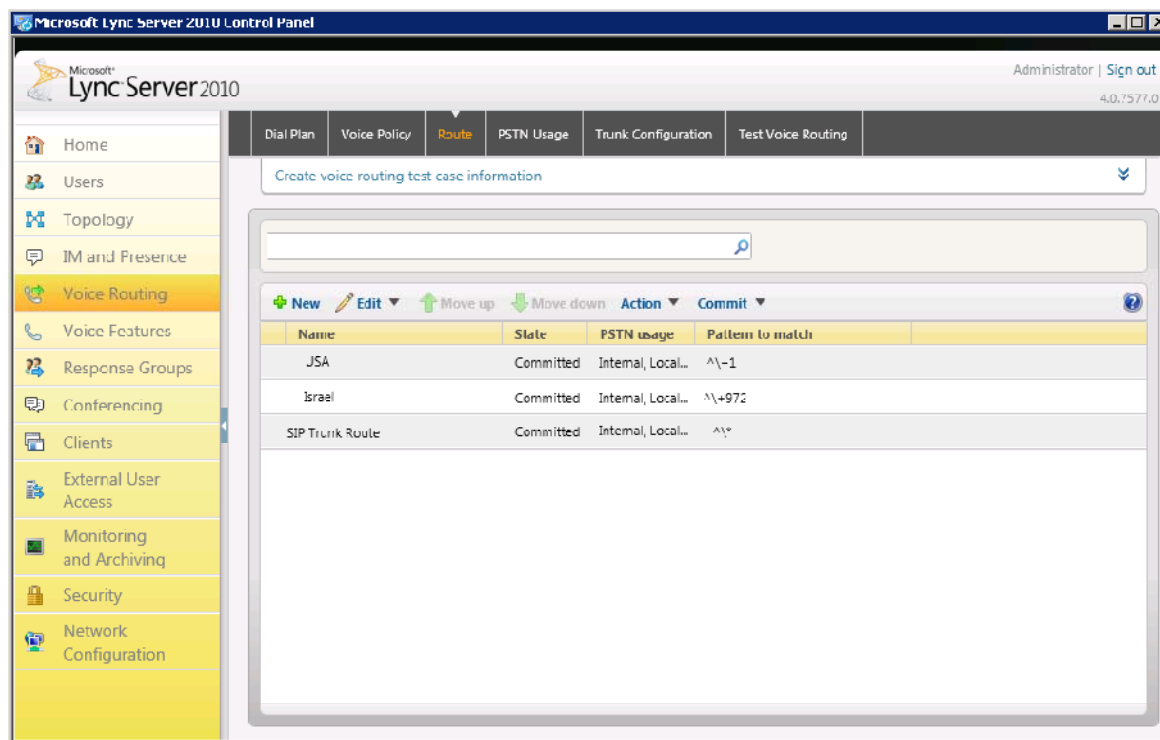 Microsoft Lync Server 2010 Control Panel
Microsoft®
Lync Server 2010
Administrator | Sign out
4.0.7577.0
Home
Users
Topology
IM and Presence
Voice Routing
Voice Features
Response Groups
Conferencing
Clients
External User
Access
Monitoring
and Archiving
Security
Network
Configuration
Dial Plan Voice Policy Route PSTN Usage Trunk Configuration Test Voice Routing
Create voice routing test case information
New Edit Move up Move down Action Commit
Name State PSTN usage Pattern to match
JSA Committed Internal, Local... ^\-1
Israel Committed Internal, Local... ^\+972
SIP Trunk Route Committed Internal, Local... ^\*